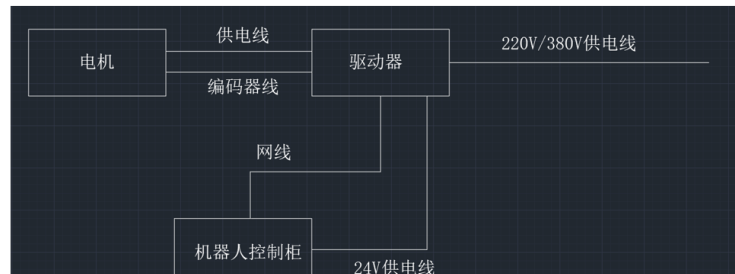 供电线
220V/380V供电线
电机
驱动器
编码器线
网线
机器人控制柜
24V供电线